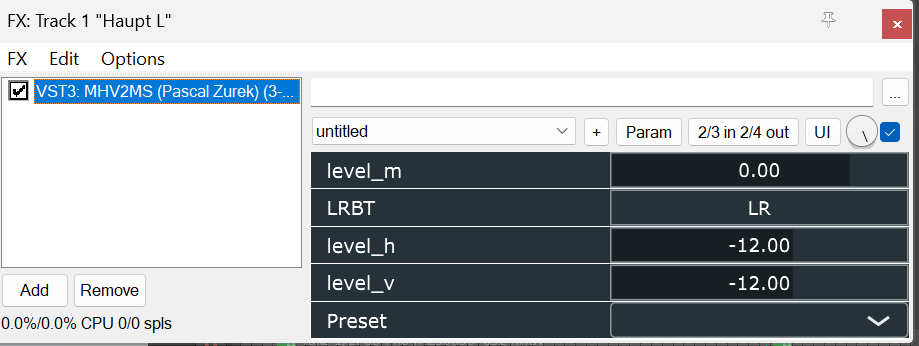 FX: Track 1 "Haupt L"
FX Edit Options
VST3: MHV2MS (Pascal Zurek) (3-...
...
untitled + Param 2/3 in 2/4 out UI
level_m 0.00
LRBT LR
level_h -12.00
level_v -12.00
Preset
Add Remove
0.0%/0.0% CPU 0/0 spls